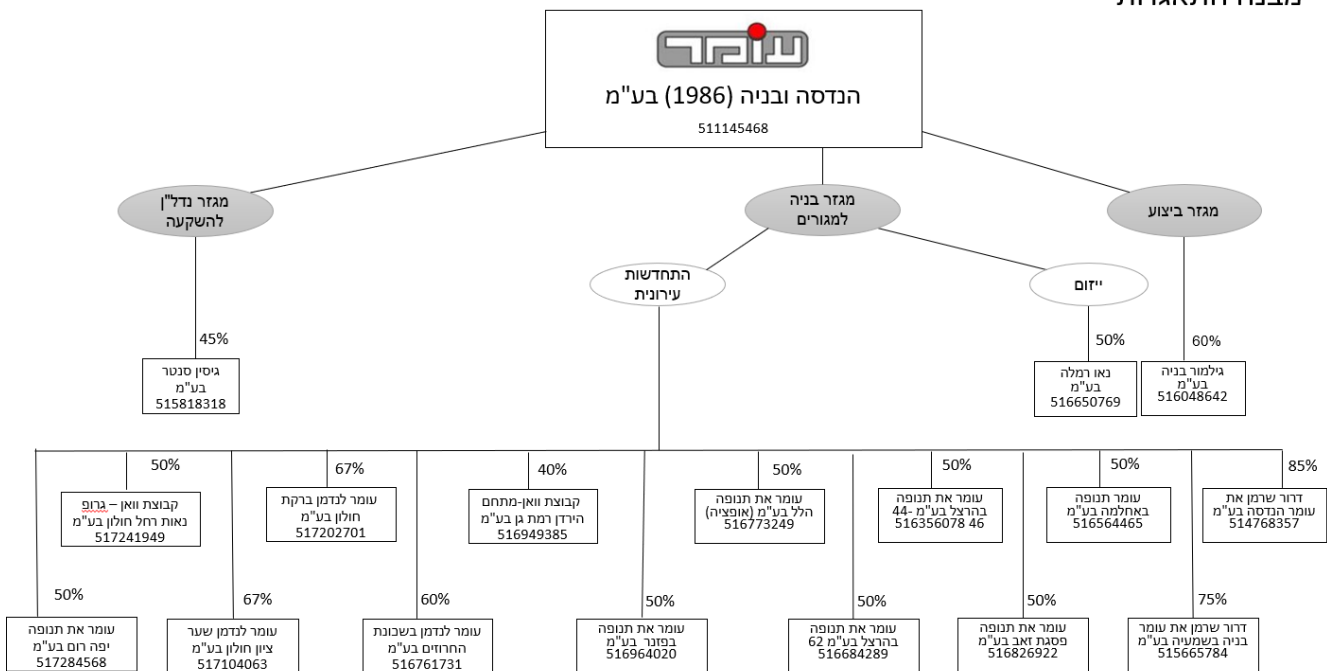 מבנה התאגדות
עומר
הנדסה ובניה (1986) בע"מ
511145468
מגזר ביצוע
מגזר בניה
למגורים
מגזר נדל"ן
להשקעה
ייזום
התחדשות
עירונית
60%
גילמור בניה
בע"מ
516048642
50%
נאו רמלה
בע"מ
516650769
45%
גיסין סנטר
בע"מ
515818318
85%
דרור שרמן את
עומר הנדסה בע"מ
514768357
50%
עומר תנופה
באחלמה בע"מ
516564465
50%
עומר את תנופה
בהרצל בע"מ 44-
46 516356078
50%
עומר את תנופה
הלל בע"מ (אופציה)
516773249
40%
קבוצת וואן-מתחם
הירדן רמת גן בע"מ
516949385
67%
עומר לנדמן ברקת
חולון בע"מ
517202701
50%
קבוצת וואן – גרופ
נאות רחל חולון בע"מ
517241949
75%
דרור שרמן את עומר
בניה בשמעיה בע"מ
515665784
50%
עומר את תנופה
פסגת זאב בע"מ
516826922
50%
עומר את תנופה
בהרצל בע"מ 62
516684289
50%
עומר את תנופה
בפזנר בע"מ
516964020
60%
עומר לנדמן בשכונת
החרוזים בע"מ
516761731
67%
עומר לנדמן שער
ציון חולון בע"מ
517104063
50%
עומר את תנופה
יפה רום בע"מ
517284568